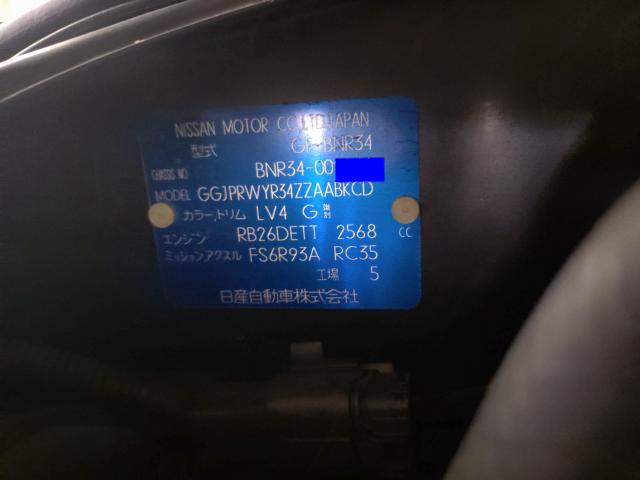 NISSAN MOTOR CO.,LTD.JAPAN
型式 GF-BNR34
CHASSIS NO BNR34-00
MODEL GGJPRWYR34ZZAABKCD
カラー,トリム LV4 G 識別
エンジン RB26DETT 2568 CC
ミッションアクスル FS6R93A RC35
工場 5
日産自動車株式会社